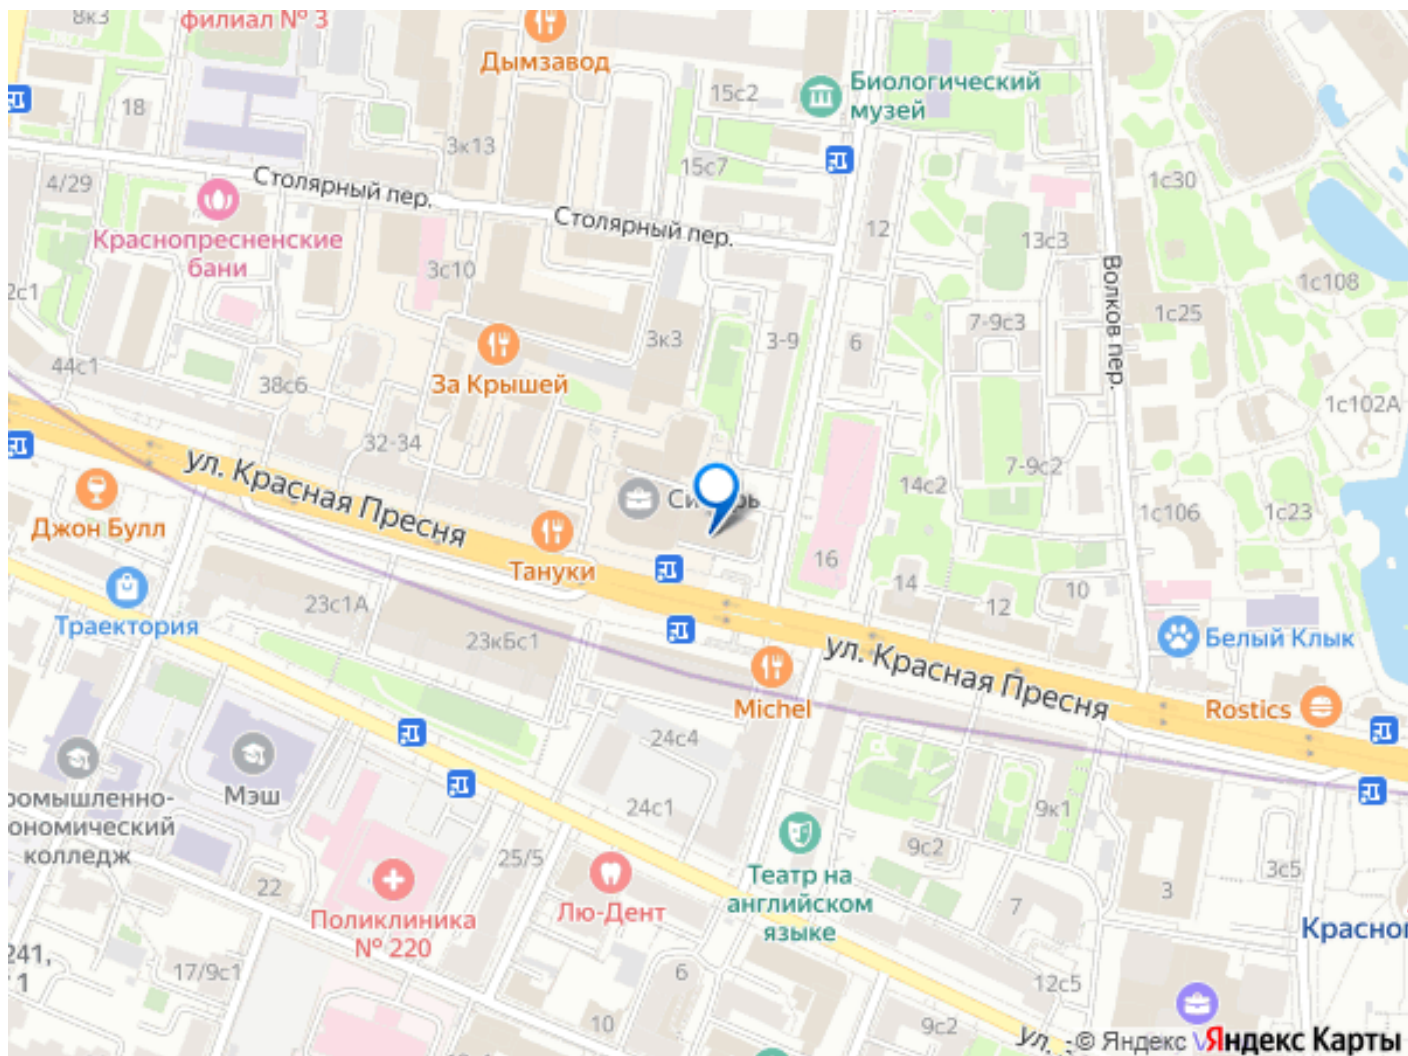 8к3
филиал № 3
Дымзавод
Биологический
музей
18
15с2
3к13
15с7
4/29
Столярный пер.
Столярный пер.
1с30
12
13с3
Краснопресненские
бани
3с10
2с1
Волков пер.
1с108
1с25
7-9с3
3к3
3-9
6
За Крышей
44с1
38с6
1с102А
32-34
ул. Красная Пресня
7-9с2
14с2
Джон Булл
1с106
1с23
Тануки
16
14
12
10
Траектория
23с1А
23кБс1
Белый Клык
ул. Красная Пресня
Michel
Rostics
24с4
Мэш
24с1
9к1
ономический
колледж
25/5
9с2
3с5
22
Театр на
английском
языке
3
7
Поликлиника
№ 220
Лю-Дент
241,
1
17/9с1
6
12с5
10
9с2
ул.
© Яндекс
Яндекс Карты